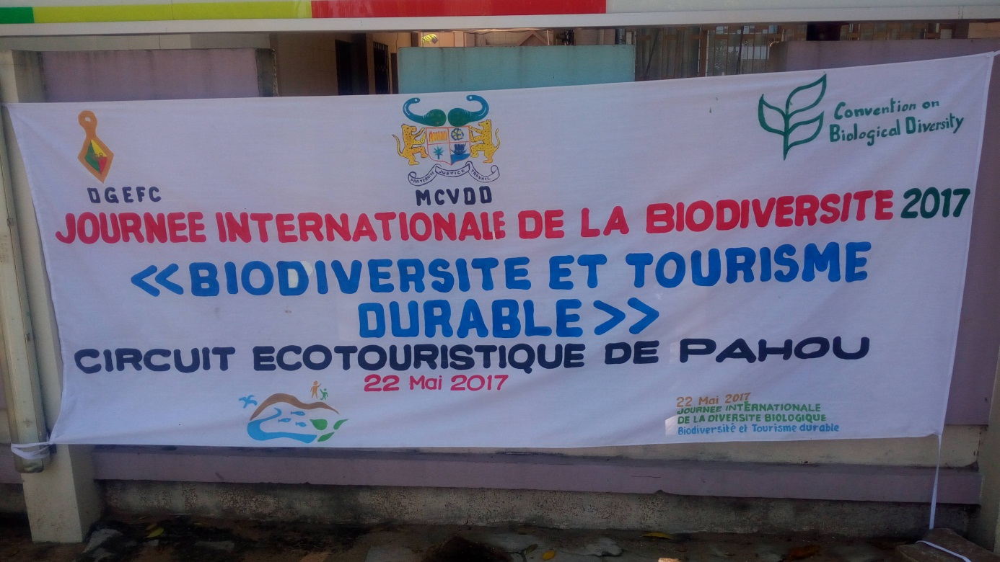 DGEFC
FRATERNITE JUSTICE TRAVAIL
MCVDD
Convention on
Biological Diversity
JOURNEE INTERNATIONALE DE LA BIODIVERSITE 2017
<<BIODIVERSITE ET TOURISME
DURABLE>>
CIRCUIT ECOTOURISTIQUE DE PAHOU
22 Mai 2017
22 Mai 2017
JOURNEE INTERNATIONALE
DE LA DIVERSITE BIOLOGIQUE
Biodiversité et Tourisme durable